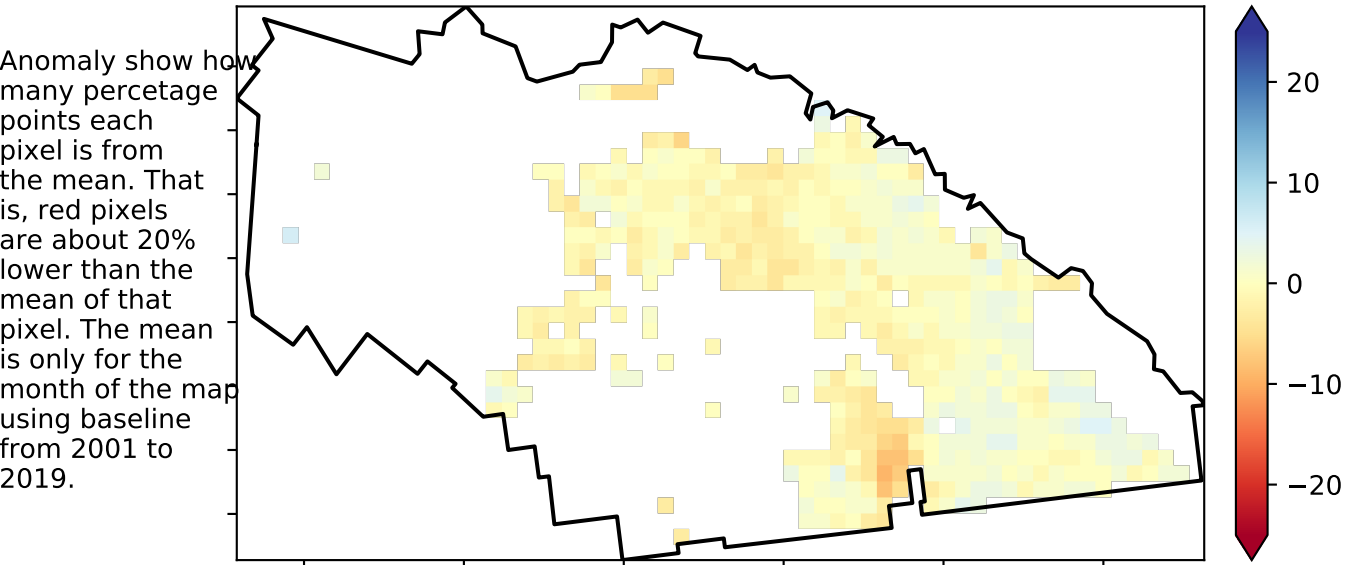 Anomaly show how
many percetage
points each
pixel is from
the mean. That
is, red pixels
are about 20%
lower than the
mean of that
pixel. The mean
is only for the
month of the map
using baseline
from 2001 to
2019.
20
10
0
−10
−20